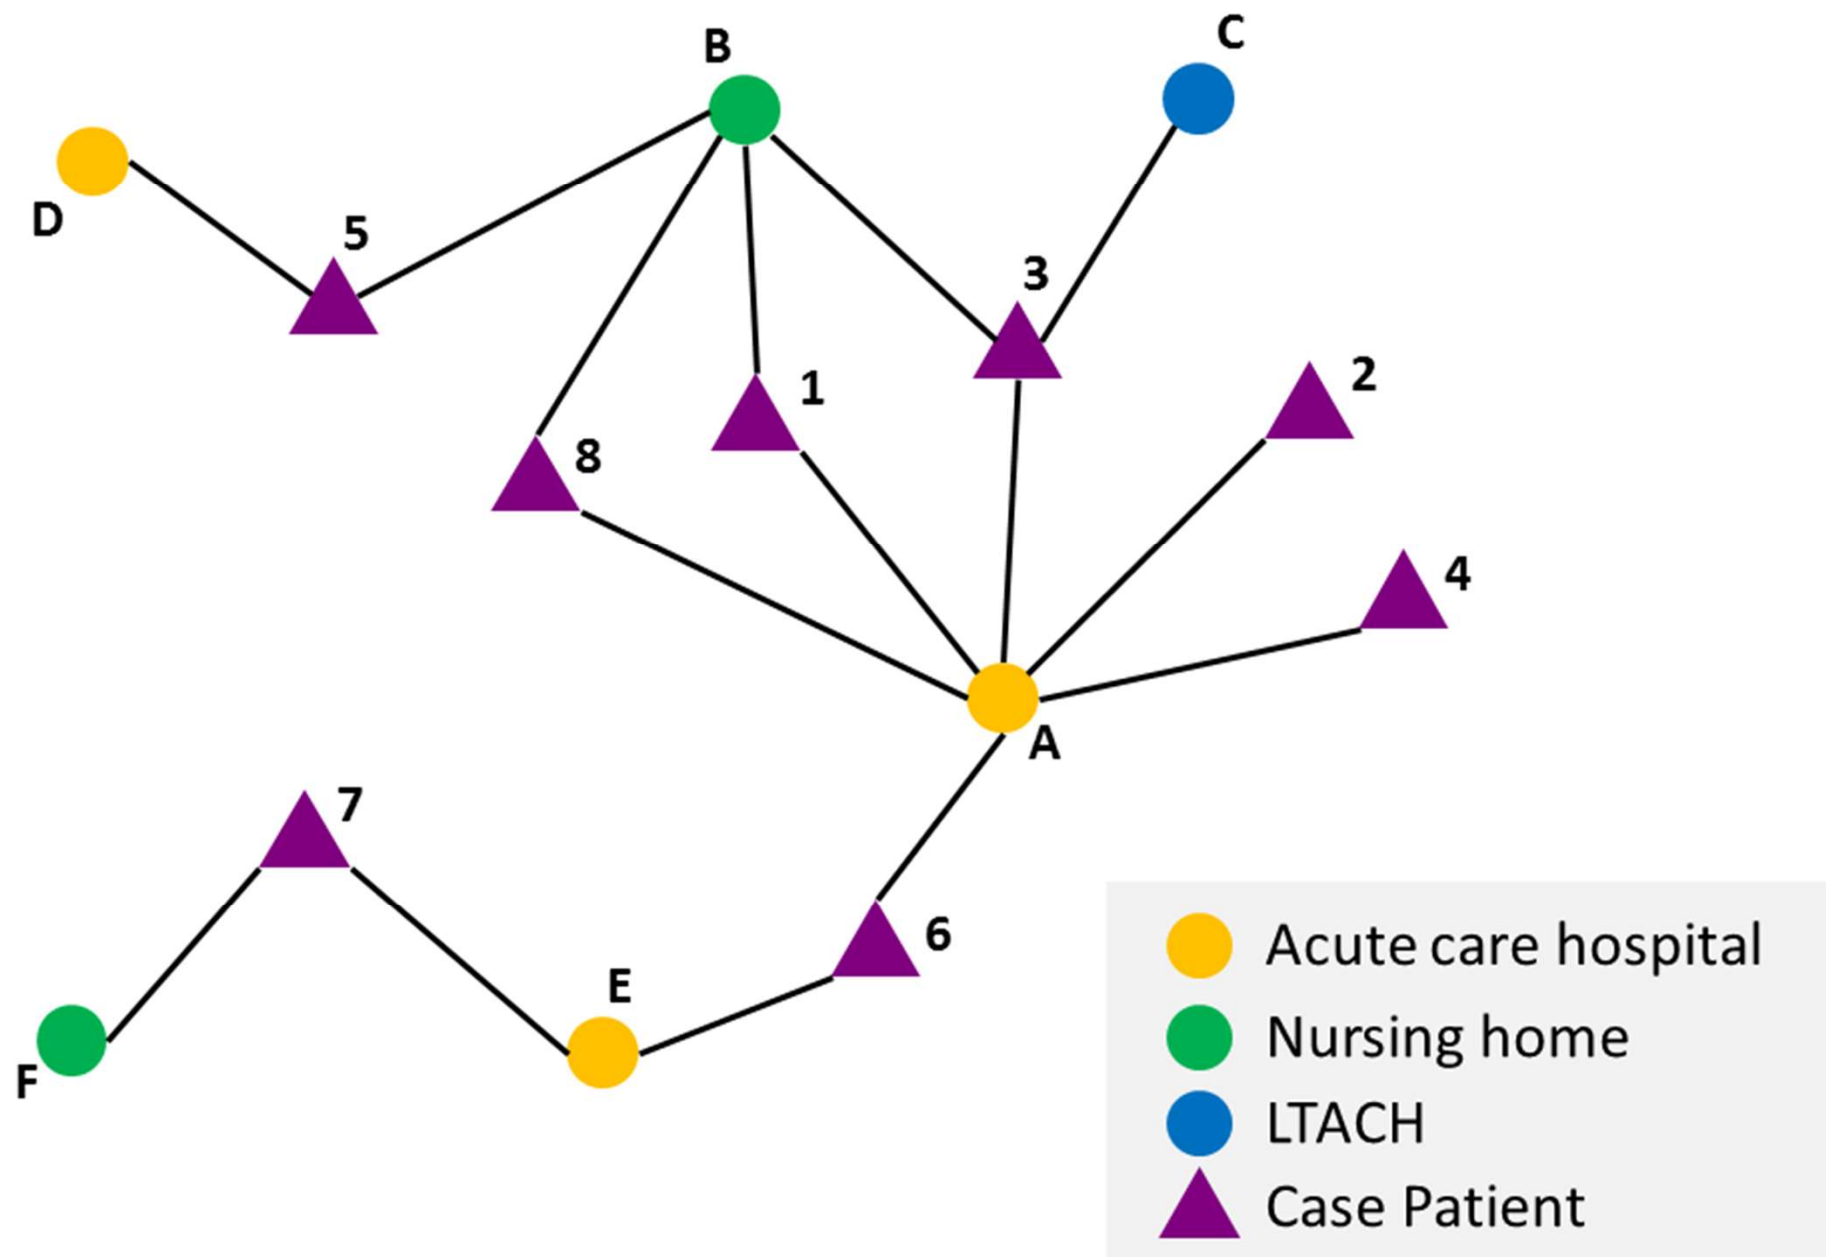 B
C
D
5
3
1
2
8
4
A
7
6
E
F
Acute care hospital
Nursing home
LTACH
Case Patient